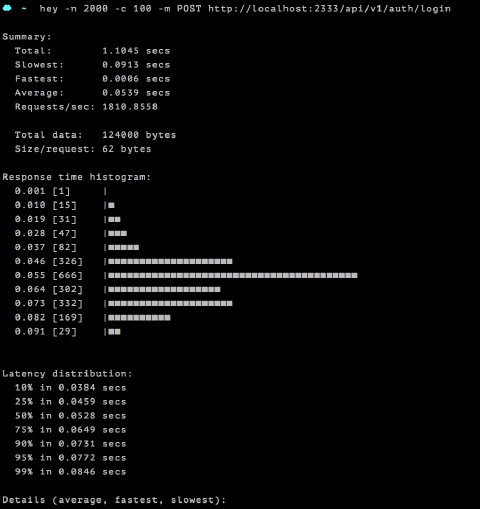 ~ hey -n 2000 -c 100 -m POST http://localhost:2333/api/v1/auth/login
Summary:
Total: 1.1045 secs
Slowest: 0.0913 secs
Fastest: 0.0006 secs
Average: 0.0539 secs
Requests/sec: 1810.8558
Total data: 124000 bytes
Size/request: 62 bytes
Response time histogram:
0.001 [1] |
0.010 [15] |■
0.019 [31] |■■
0.028 [47] |■■■
0.037 [82] |■■■■■
0.046 [326] |■■■■■■■■■■■■■■■■■■■■
0.055 [666] |■■■■■■■■■■■■■■■■■■■■■■■■■■■■■■■■■■■■■■■■
0.064 [302] |■■■■■■■■■■■■■■■■■■
0.073 [332] |■■■■■■■■■■■■■■■■■■■■
0.082 [169] |■■■■■■■■■■
0.091 [29] |■■
Latency distribution:
10% in 0.0384 secs
25% in 0.0459 secs
50% in 0.0528 secs
75% in 0.0649 secs
90% in 0.0731 secs
95% in 0.0772 secs
99% in 0.0846 secs
Details (average, fastest, slowest):